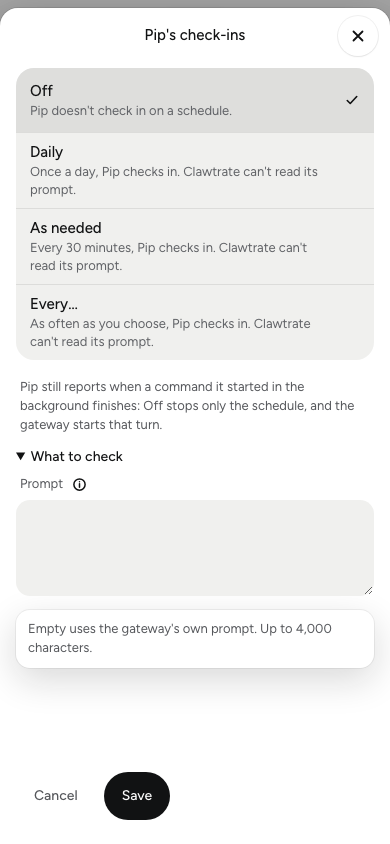 Pip's check-ins
Off
Pip doesn't check in on a schedule.
Daily
Once a day, Pip checks in. Clawtrate can't read its
prompt.
As needed
Every 30 minutes, Pip checks in. Clawtrate can't
read its prompt.
Every...
As often as you choose, Pip checks in. Clawtrate
can't read its prompt.
Pip still reports when a command it started in the
background finishes: Off stops only the schedule, and the
gateway starts that turn.
What to check
Prompt
Empty uses the gateway's own prompt. Up to 4,000
characters.
Cancel
Save